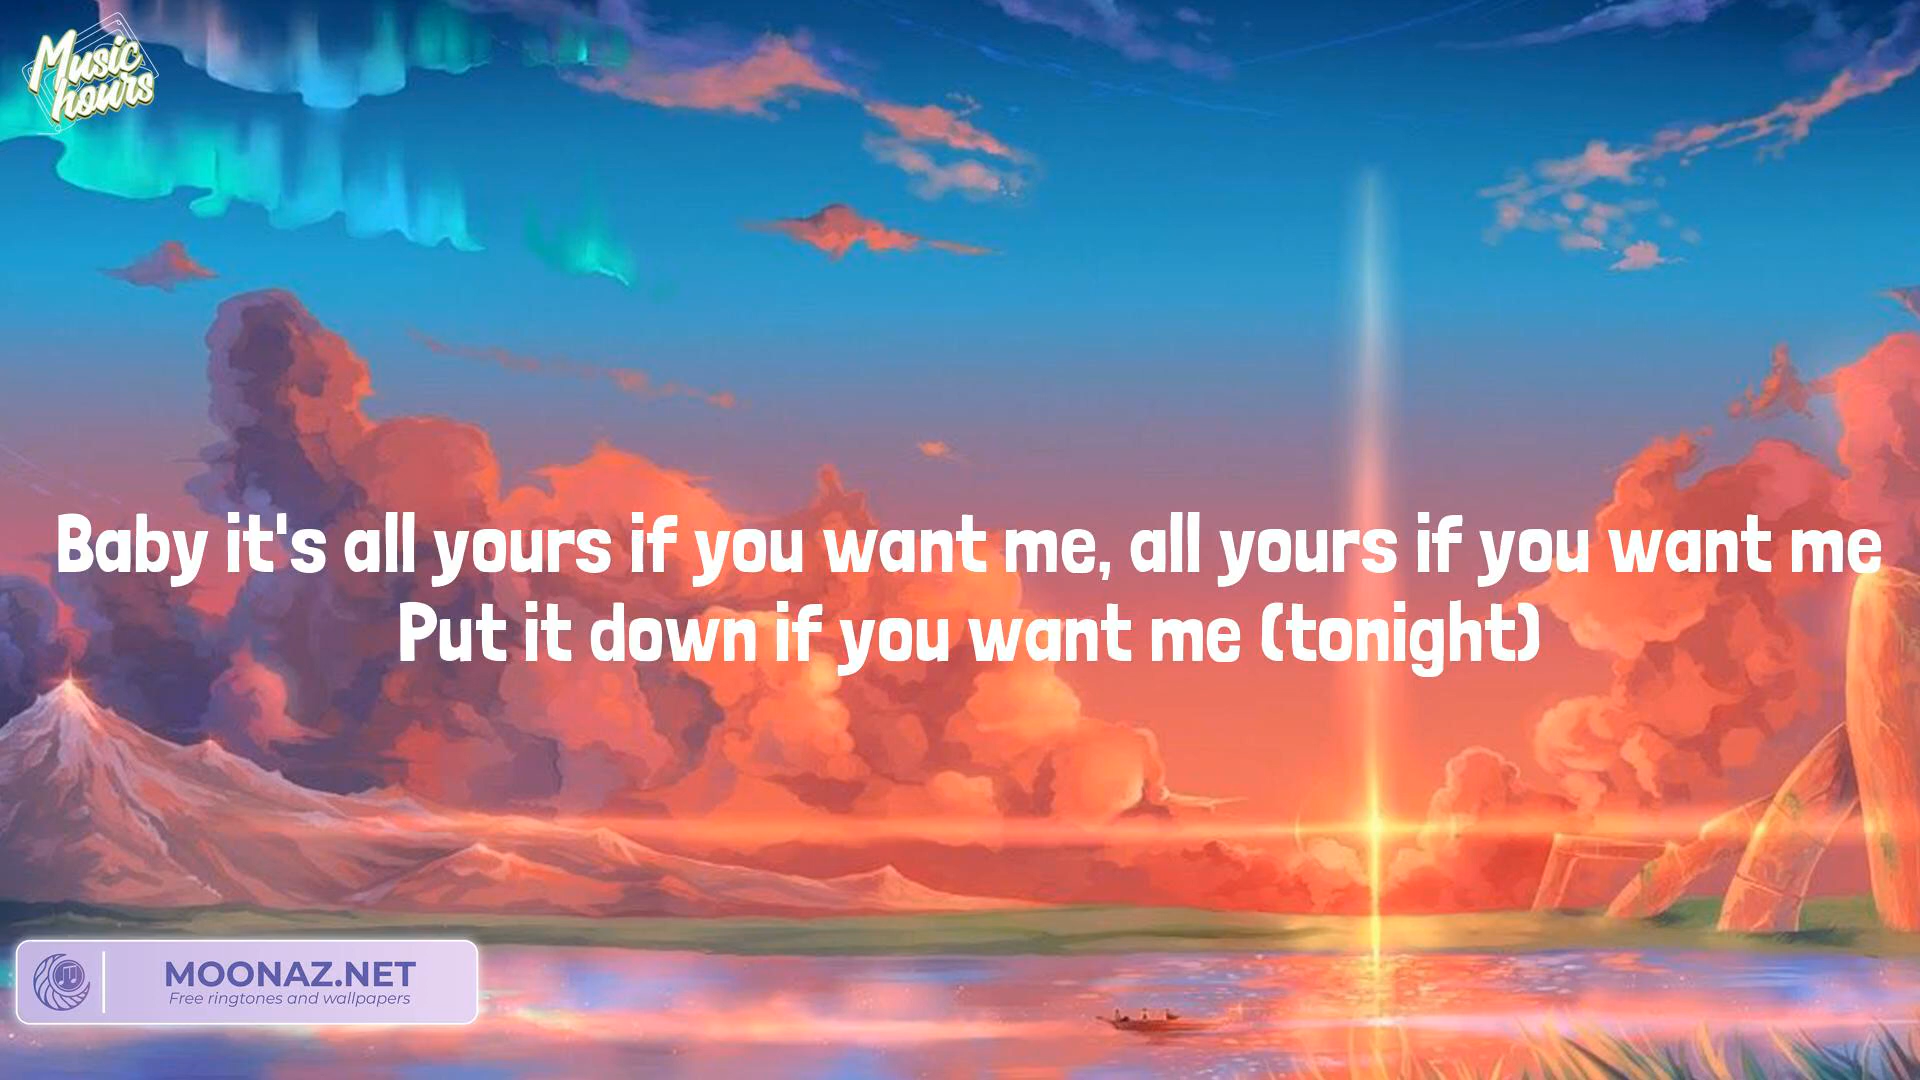 Music
hours
Baby it's all yours if you want me, all yours if you want me
Put it down if you want me (tonight)
MOONAZ.NET
Free ringtones and wallpapers